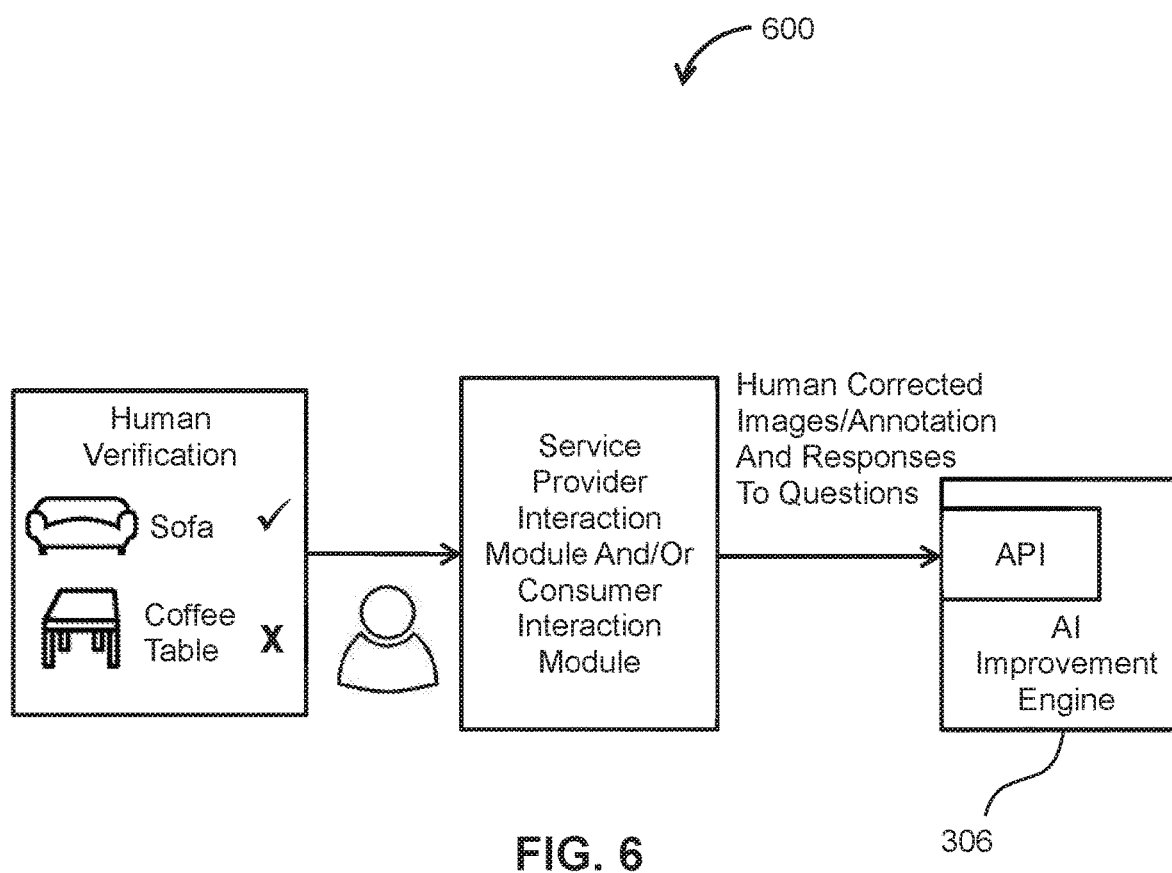 600
Human
Verification
Sofa ✓
Coffee
Table X
Service
Provider
Interaction
Module And/Or
Consumer
Interaction
Module
Human Corrected
Images/Annotation
And Responses
To Questions
API
AI
Improvement
Engine
306
FIG. 6